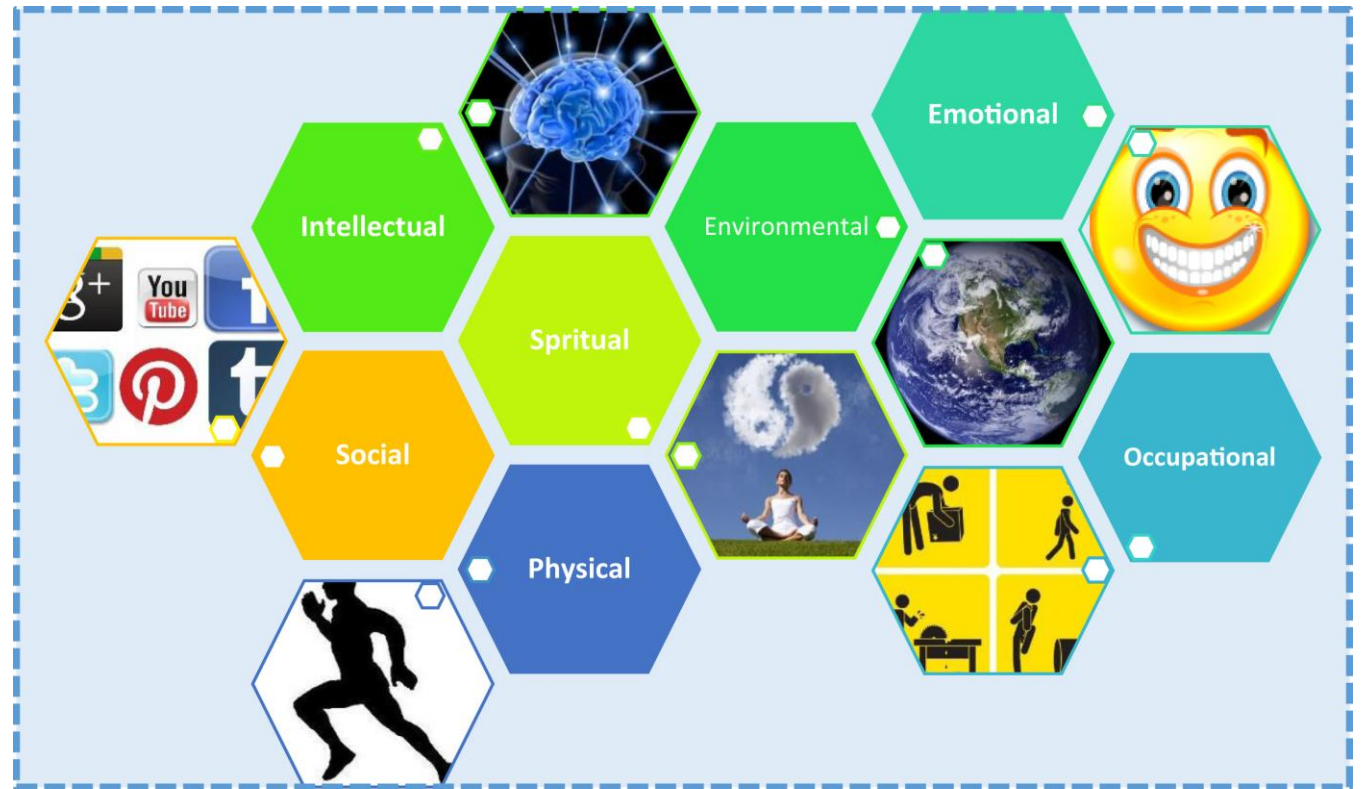 Emotional
Intellectual
Environmental
g+
You
Tube
f
Spritual
t
Social
Occupational
Physical